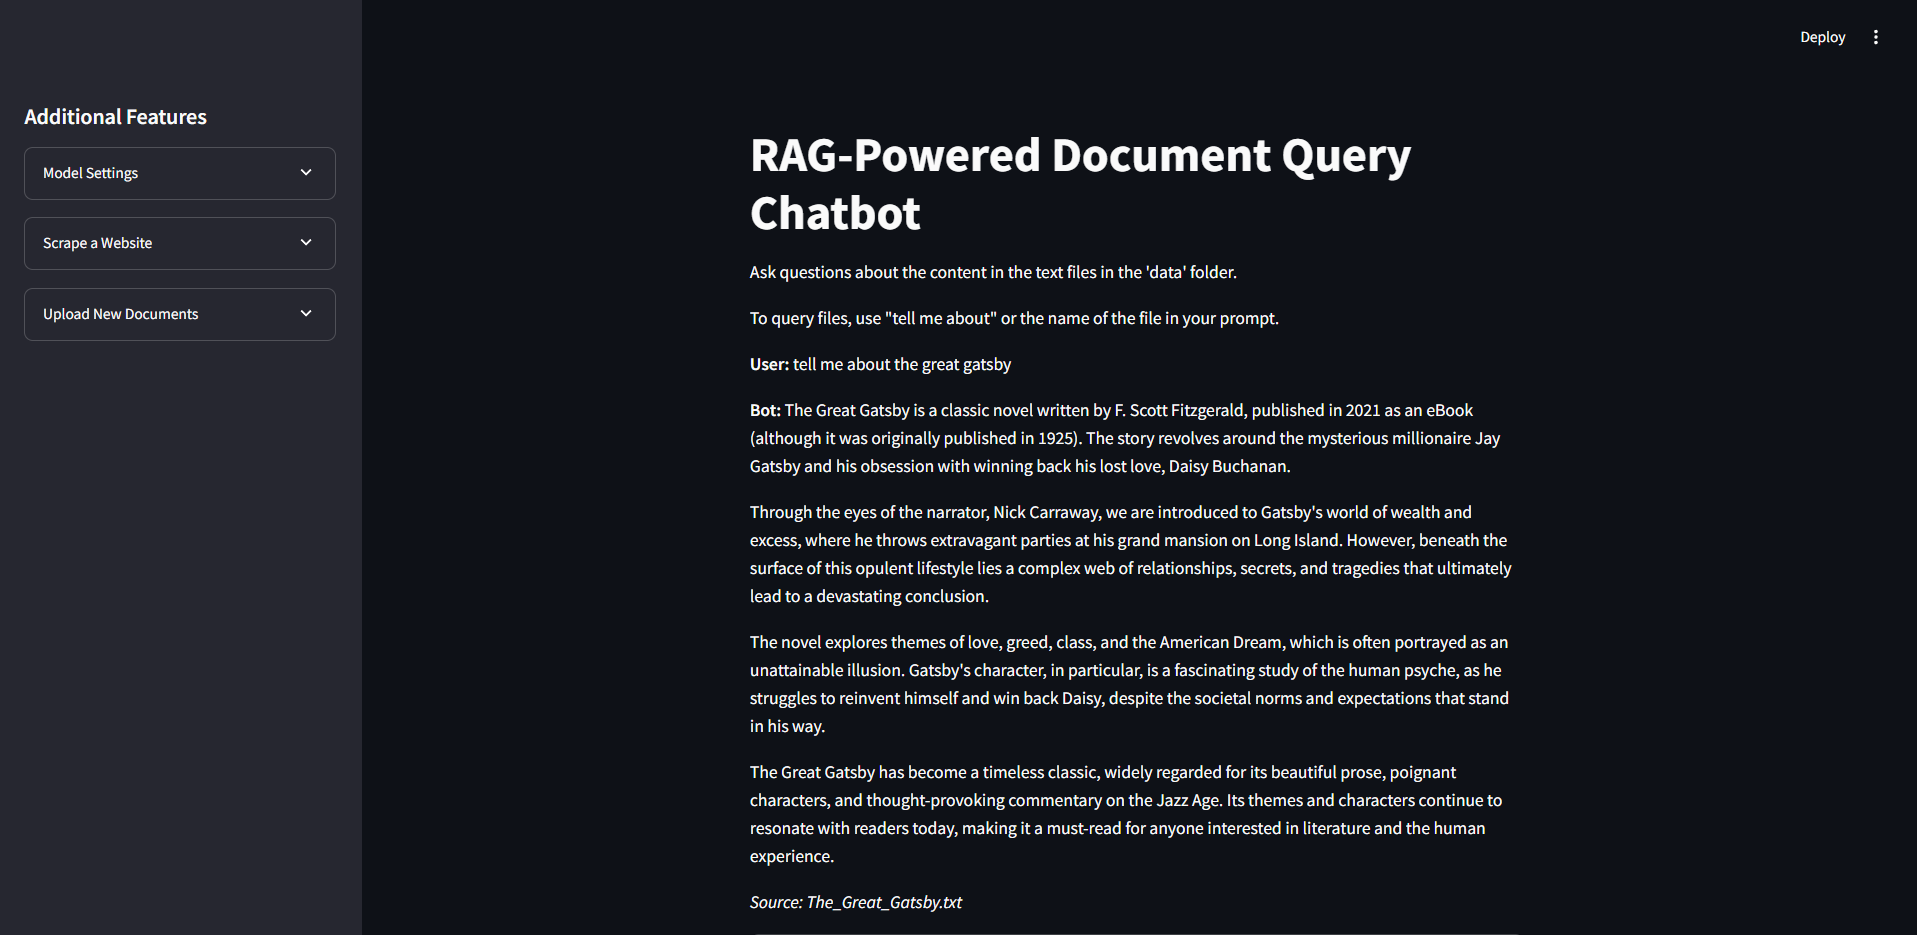 Deploy
Additional Features
Model Settings
Scrape a Website
Upload New Documents
RAG-Powered Document Query
Chatbot
Ask questions about the content in the text files in the 'data' folder.
To query files, use "tell me about" or the name of the file in your prompt.
User: tell me about the great gatsby
Bot: The Great Gatsby is a classic novel written by F. Scott Fitzgerald, published in 2021 as an eBook
(although it was originally published in 1925). The story revolves around the mysterious millionaire Jay
Gatsby and his obsession with winning back his lost love, Daisy Buchanan.
Through the eyes of the narrator, Nick Carraway, we are introduced to Gatsby's world of wealth and
excess, where he throws extravagant parties at his grand mansion on Long Island. However, beneath the
surface of this opulent lifestyle lies a complex web of relationships, secrets, and tragedies that ultimately
lead to a devastating conclusion.
The novel explores themes of love, greed, class, and the American Dream, which is often portrayed as an
unattainable illusion. Gatsby's character, in particular, is a fascinating study of the human psyche, as he
struggles to reinvent himself and win back Daisy, despite the societal norms and expectations that stand
in his way.
The Great Gatsby has become a timeless classic, widely regarded for its beautiful prose, poignant
characters, and thought-provoking commentary on the Jazz Age. Its themes and characters continue to
resonate with readers today, making it a must-read for anyone interested in literature and the human
experience.
Source: The_Great_Gatsby.txt